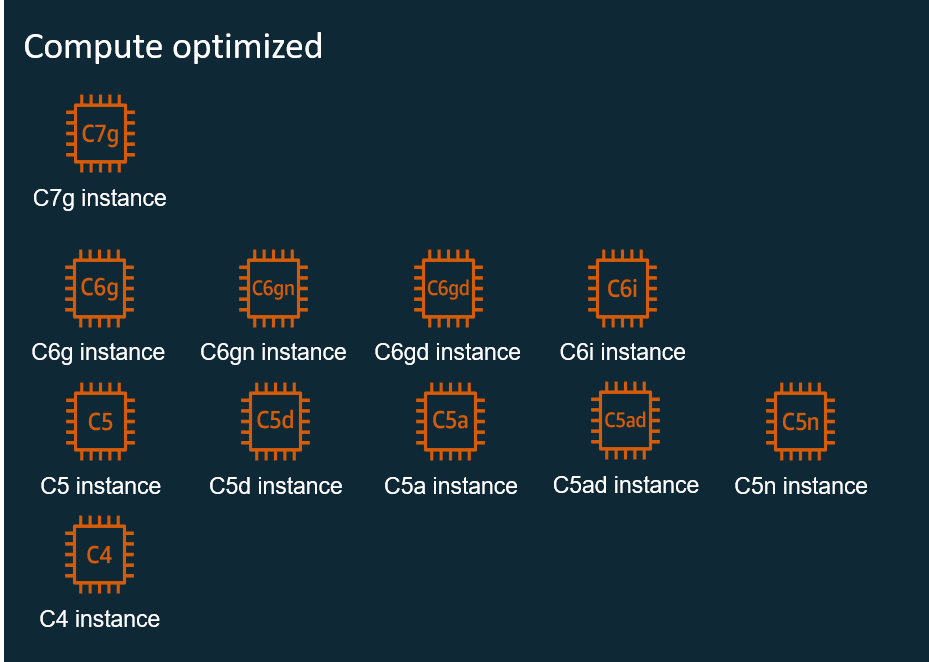 Compute optimized
C7g
C7g instance
C6g C6gn C6gd C6i
C6g instance C6gn instance C6gd instance C6i instance
C5 C5d C5a C5ad C5n
C5 instance C5d instance C5a instance C5ad instance C5n instance
C4
C4 instance